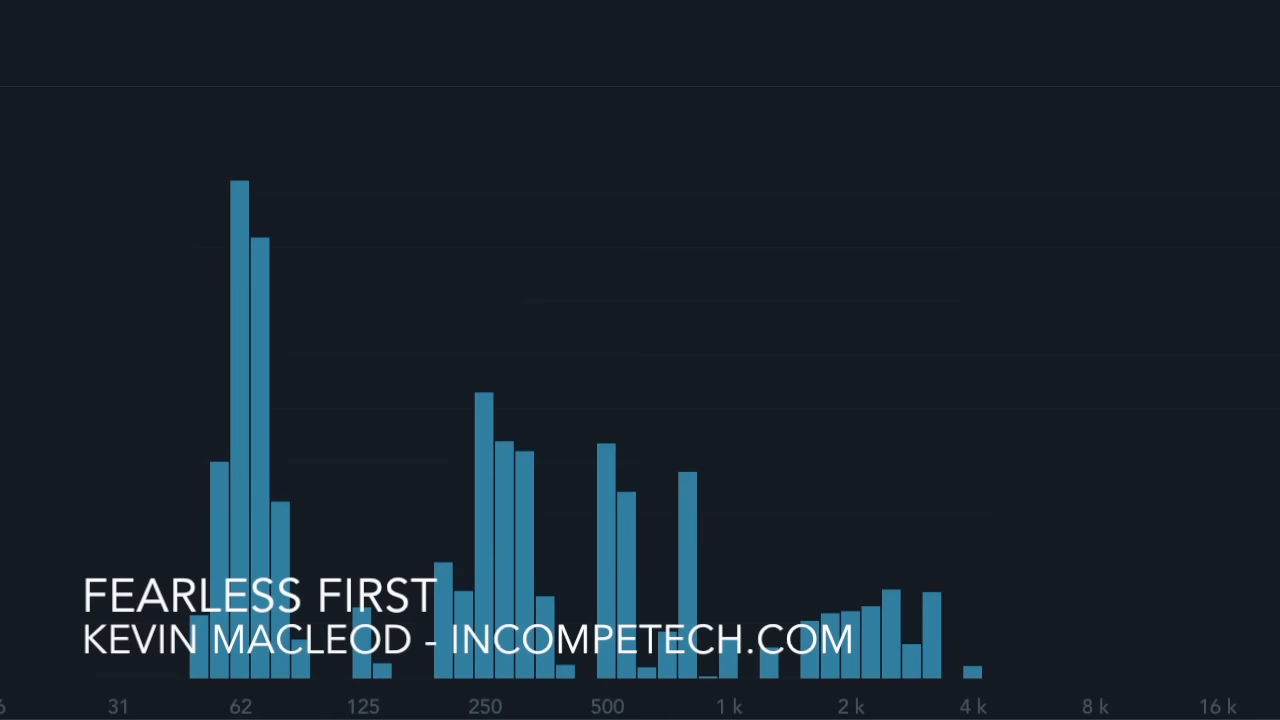 FEARLESS FIRST
KEVIN MACLEOD - INCOMPETECH.COM
31 62 125 250 500 1 k 2 k 4 k 8 k 16 k